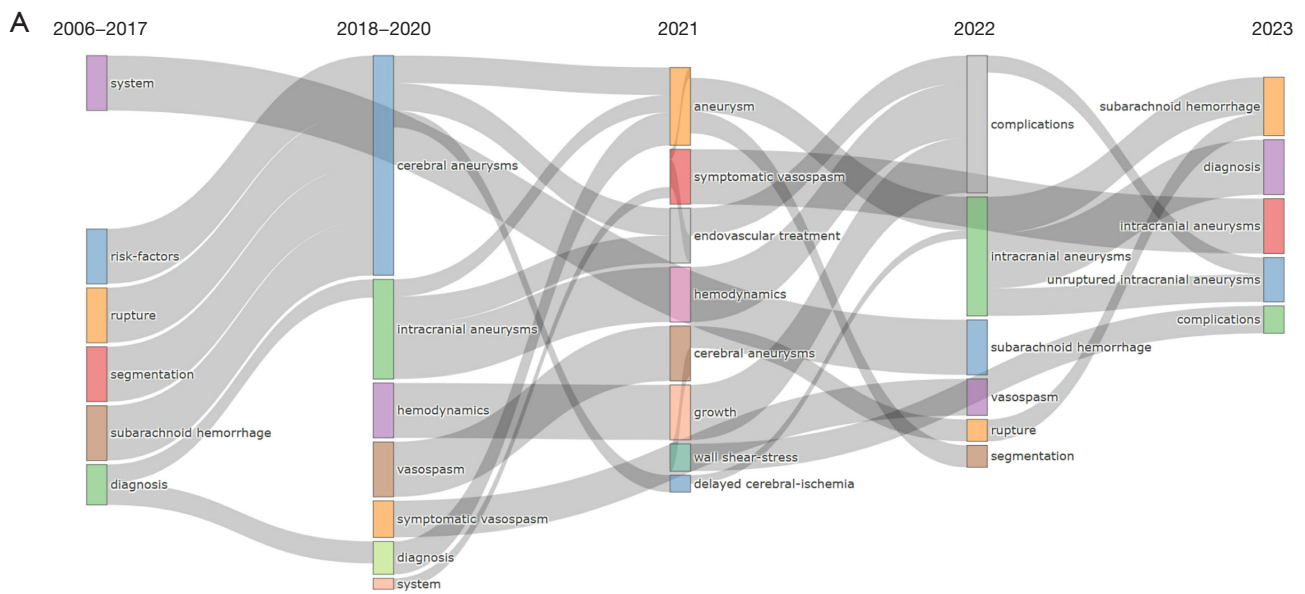 A
2006–2017
2018–2020
2021
2022
2023
system
risk-factors
rupture
segmentation
subarachnoid hemorrhage
diagnosis
cerebral aneurysms
intracranial aneurysms
hemodynamics
vasospasm
symptomatic vasospasm
diagnosis
system
aneurysm
symptomatic vasospasm
endovascular treatment
hemodynamics
cerebral aneurysms
growth
wall shear-stress
delayed cerebral-ischemia
complications
intracranial aneurysms
subarachnoid hemorrhage
vasospasm
rupture
segmentation
subarachnoid hemorrhage
diagnosis
intracranial aneurysms
unruptured intracranial aneurysms
complications